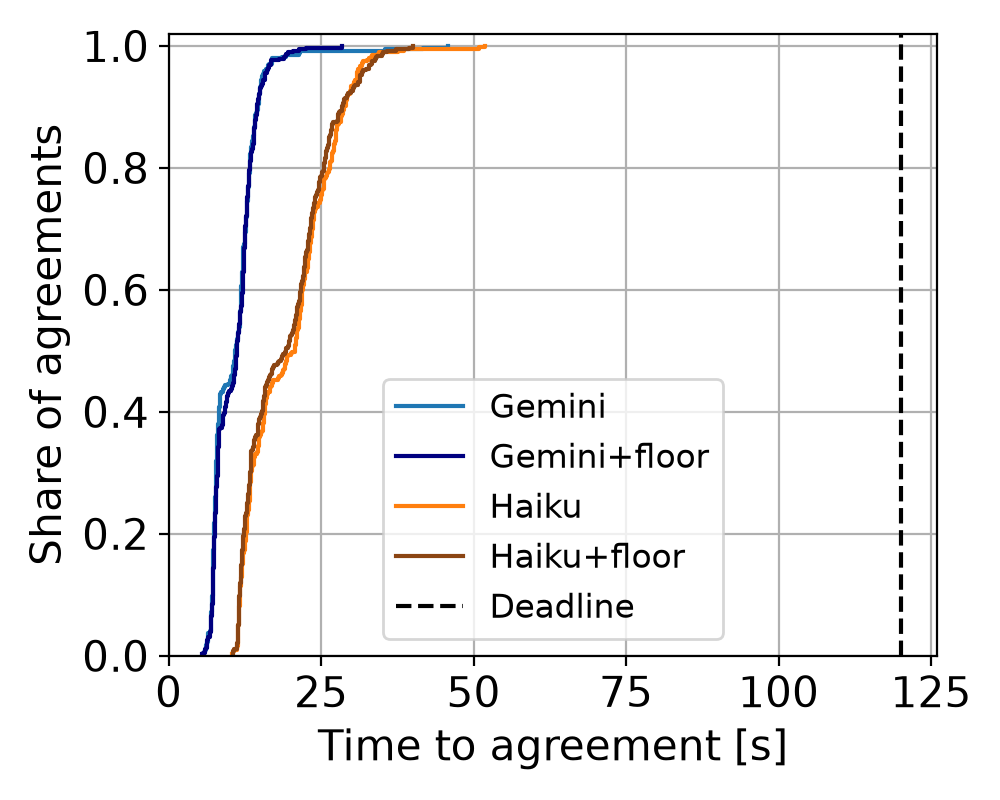 1.0
0.8
0.6
0.4
0.2
0.0
Share of agreements
Gemini
Gemini+floor
Haiku
Haiku+floor
Deadline
0 25 50 75 100 125
Time to agreement [s]